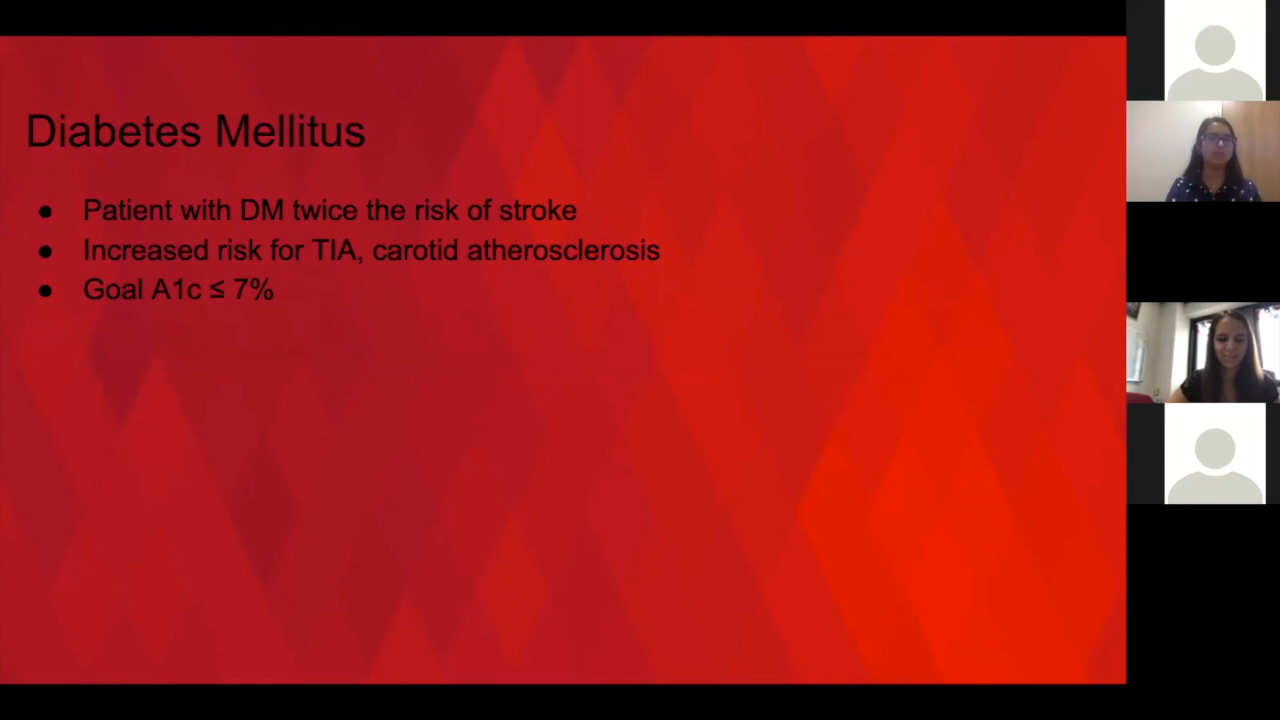 Diabetes Mellitus
● Patient with DM twice the risk of stroke
● Increased risk for TIA, carotid atherosclerosis
● Goal A1c ≤ 7%